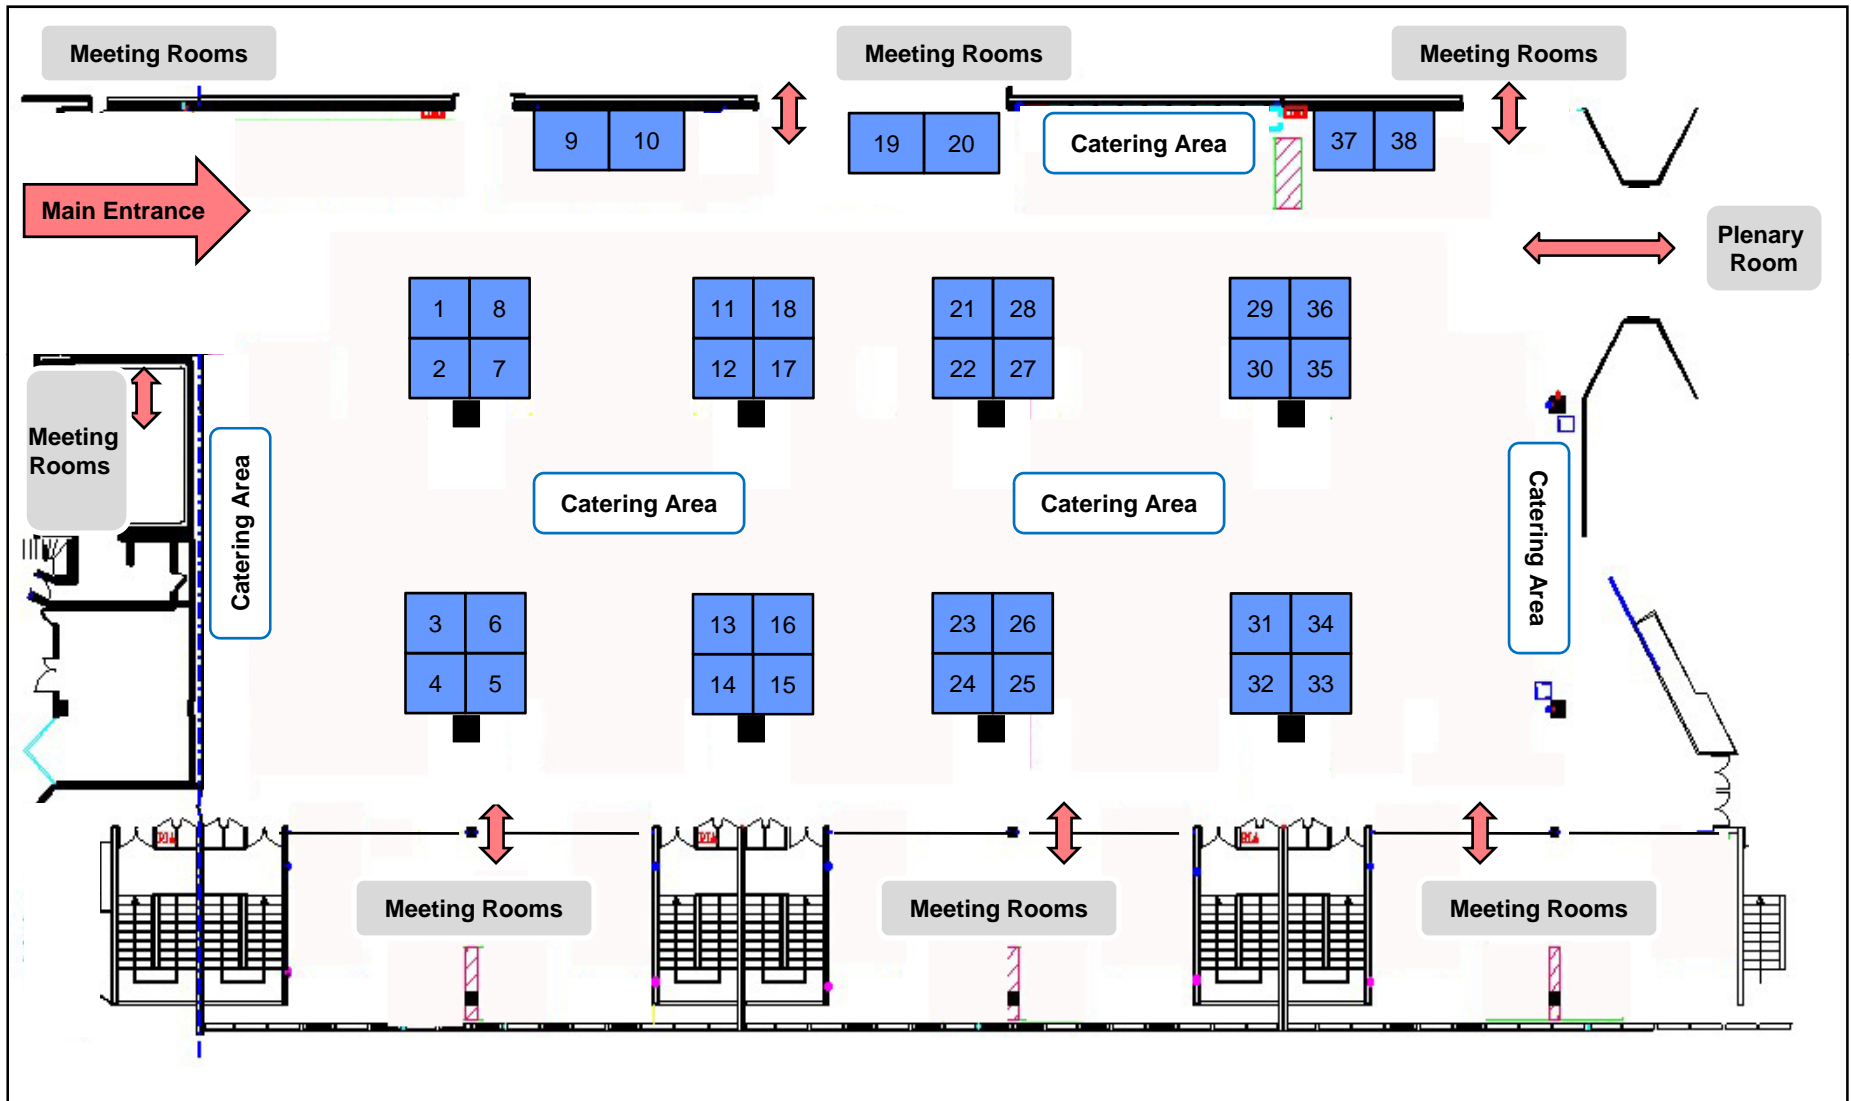 Meeting Rooms
Meeting Rooms
Meeting Rooms
9 10
19 20
Catering Area
37 38
Main Entrance
Plenary
Room
1 8
11 18
21 28
29 36
2 7
12 17
22 27
30 35
Meeting
Rooms
Catering Area
Catering Area
Catering Area
Catering Area
3 6
13 16
23 26
31 34
4 5
14 15
24 25
32 33
Meeting Rooms
Meeting Rooms
Meeting Rooms